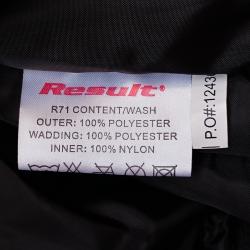 Result
R71 CONTENT/WASH
OUTER: 100% POLYESTER
WADDING: 100% POLYESTER
INNER: 100% NYLON
P.O#:1243